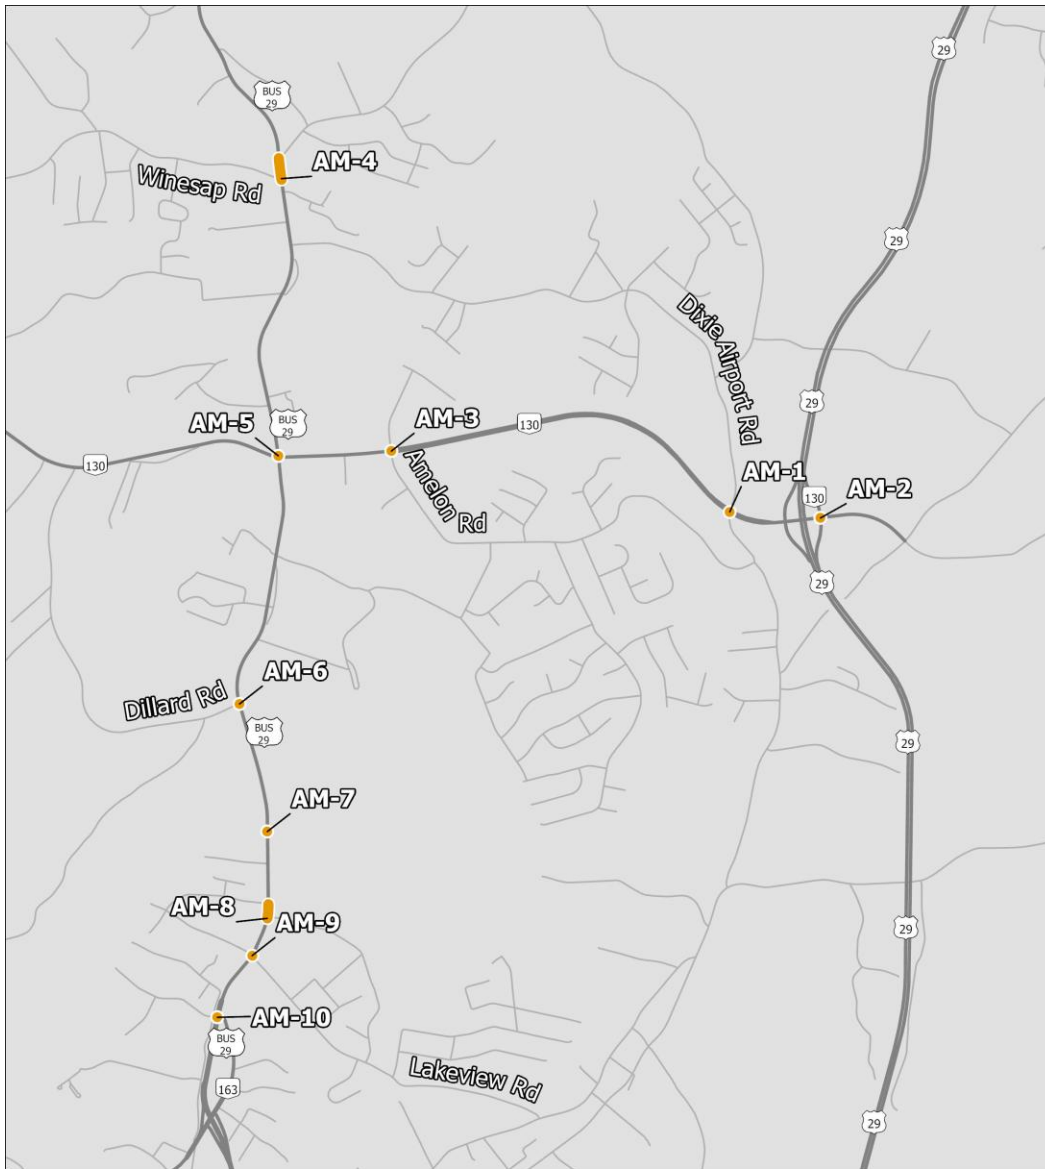 29
BUS
29
AM-4
Winesap Rd
29
Dixie Airport Rd
29
AM-5
BUS
29
AM-3
130
130
Amelon Rd
AM-1
130
AM-2
29
AM-6
Dillard Rd
BUS
29
29
AM-7
AM-8
AM-9
29
AM-10
BUS
29
Lakeview Rd
163
29